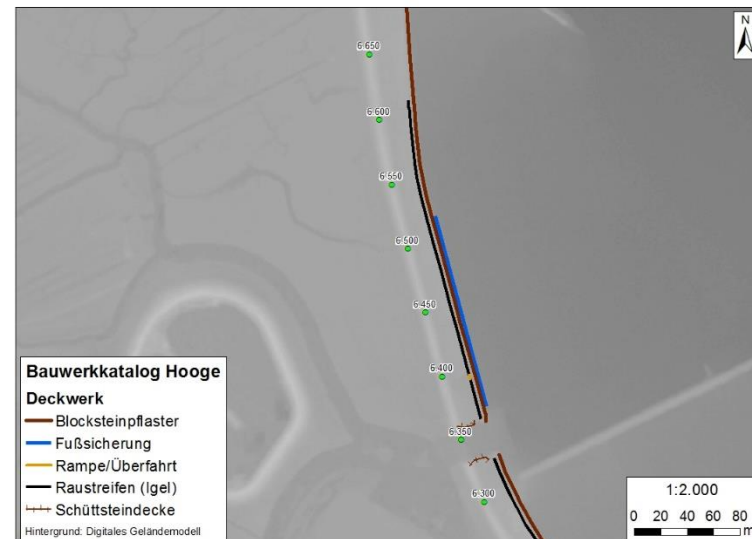 N
6.650
6.600
6.550
6.500
6.450
6.400
6.350
6.300
Bauwerkkatalog Hooge
Deckwerk
Blocksteinpflaster
Fußsicherung
Rampe/Überfahrt
Raustreifen (Igel)
Schüttsteindecke
Hintergrund: Digitales Geländemodell
1:2.000
0 20 40 60 80
m